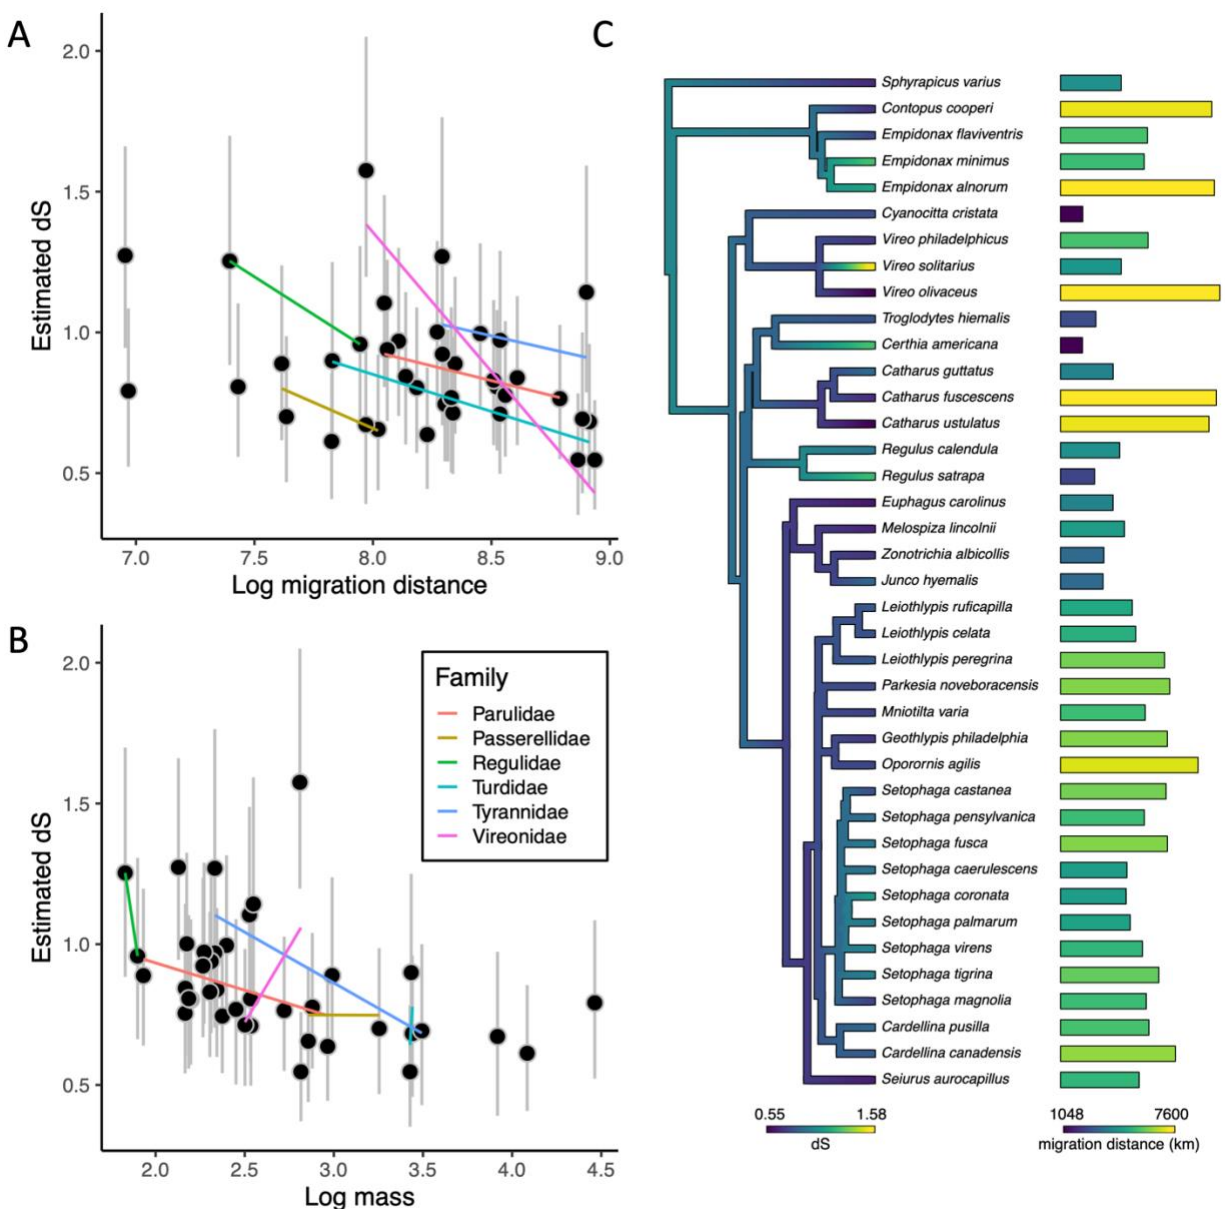 A
2.0
1.5
1.0
0.5
Estimated dS
7.0 7.5 8.0 8.5 9.0
Log migration distance
B
2.0
1.5
1.0
0.5
Estimated dS
Family
Parulidae
Passerellidae
Regulidae
Turdidae
Tyrannidae
Vireonidae
2.0 2.5 3.0 3.5 4.0 4.5
Log mass
C
Sphyrapicus varius
Contopus cooperi
Empidonax flaviventris
Empidonax minimus
Empidonax alnorum
Cyanocitta cristata
Vireo philadelphicus
Vireo solitarius
Vireo olivaceus
Troglodytes hiemalis
Certhia americana
Catharus guttatus
Catharus fuscescens
Catharus ustulatus
Regulus calendula
Regulus satrapa
Euphagus carolinus
Melospiza lincolnii
Zonotrichia albicollis
Junco hyemalis
Leiothlypis ruficapilla
Leiothlypis celata
Leiothlypis peregrina
Parkesia noveboracensis
Mniotilta varia
Geothlypis philadelphia
Oporornis agilis
Setophaga castanea
Setophaga pensylvanica
Setophaga fusca
Setophaga caerulescens
Setophaga coronata
Setophaga palmarum
Setophaga virens
Setophaga tigrina
Setophaga magnolia
Cardellina pusilla
Cardellina canadensis
Seiurus aurocapillus
0.55 1.58
dS
1048 7600
migration distance (km)